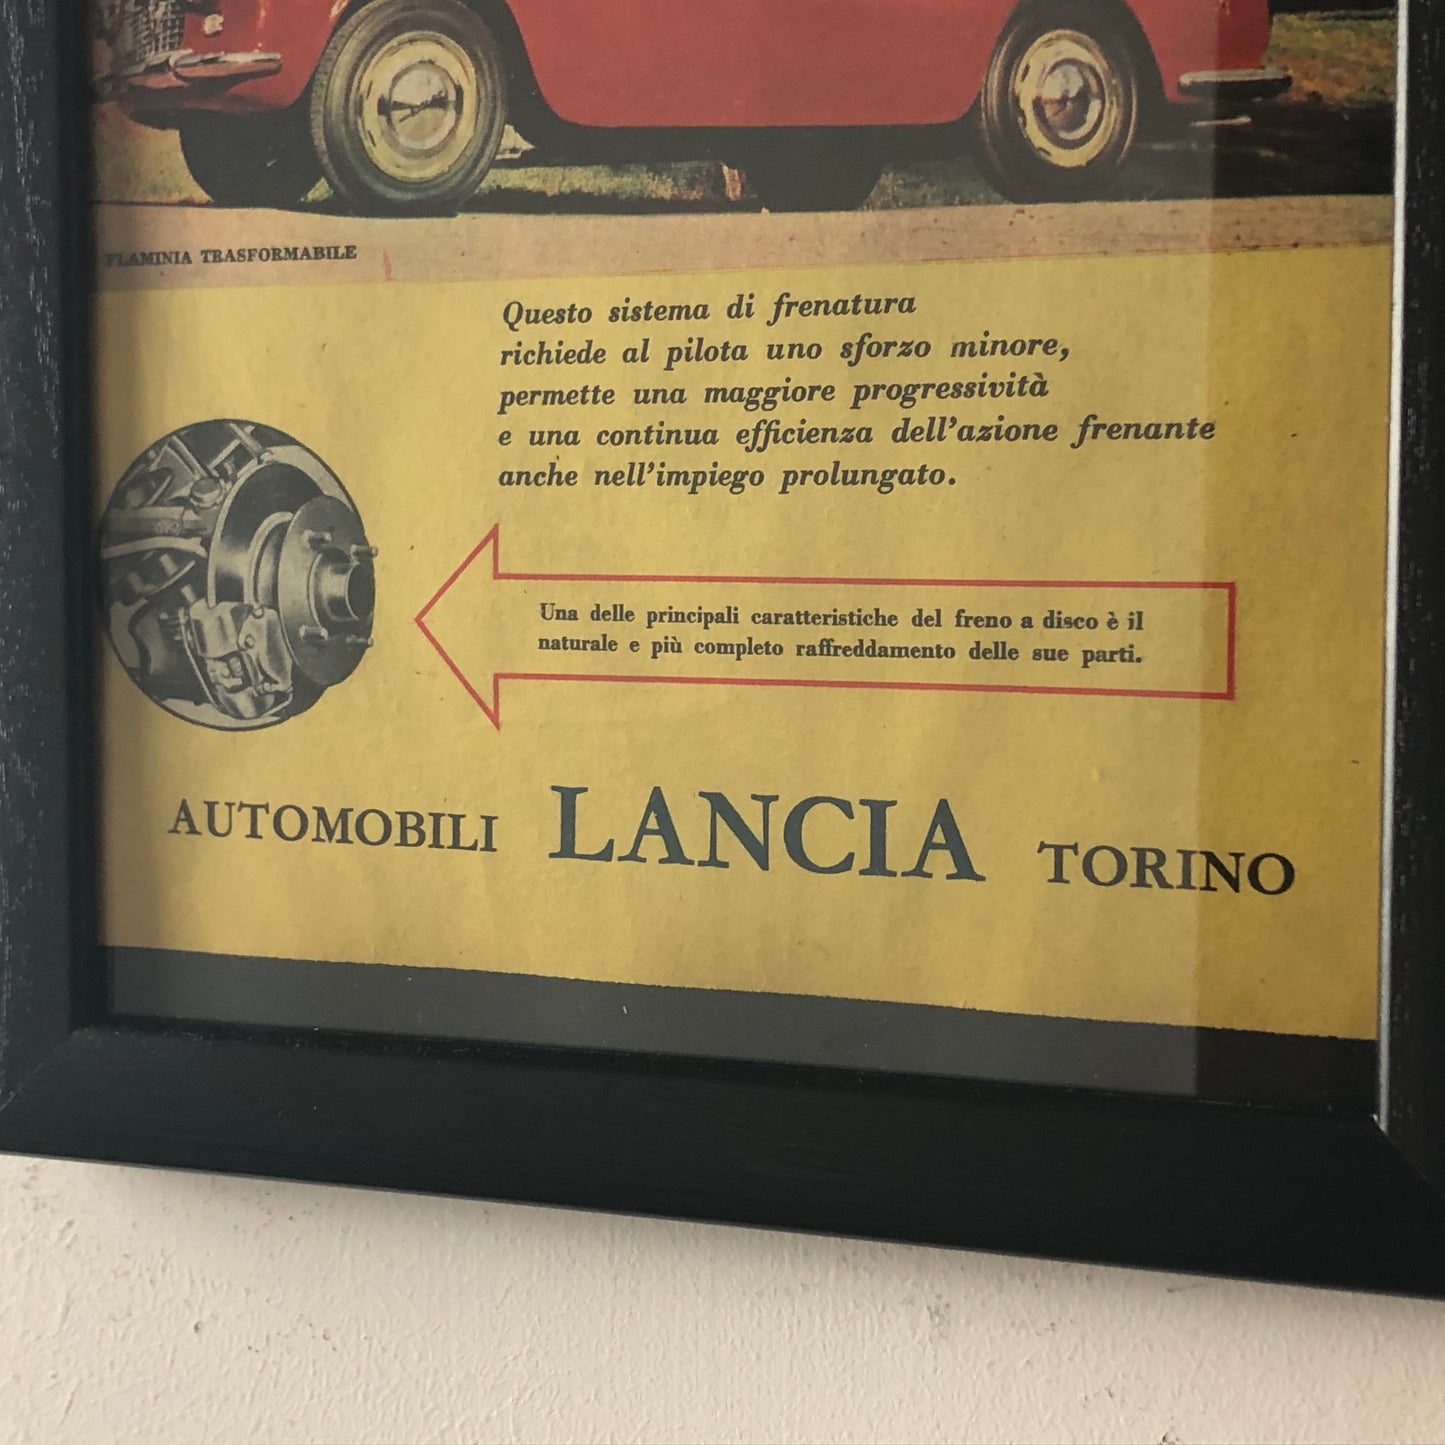 FLAMINIA TRASFORMABILE
Questo sistema di frenatura
richiede al pilota uno sforzo minore,
permette una maggiore progressività
e una continua efficienza dell'azione frenante
anche nell'impiego prolungato.
Una delle principali caratteristiche del freno a disco è il
naturale e più completo raffreddamento delle sue parti.
AUTOMOBILI LANCIA TORINO